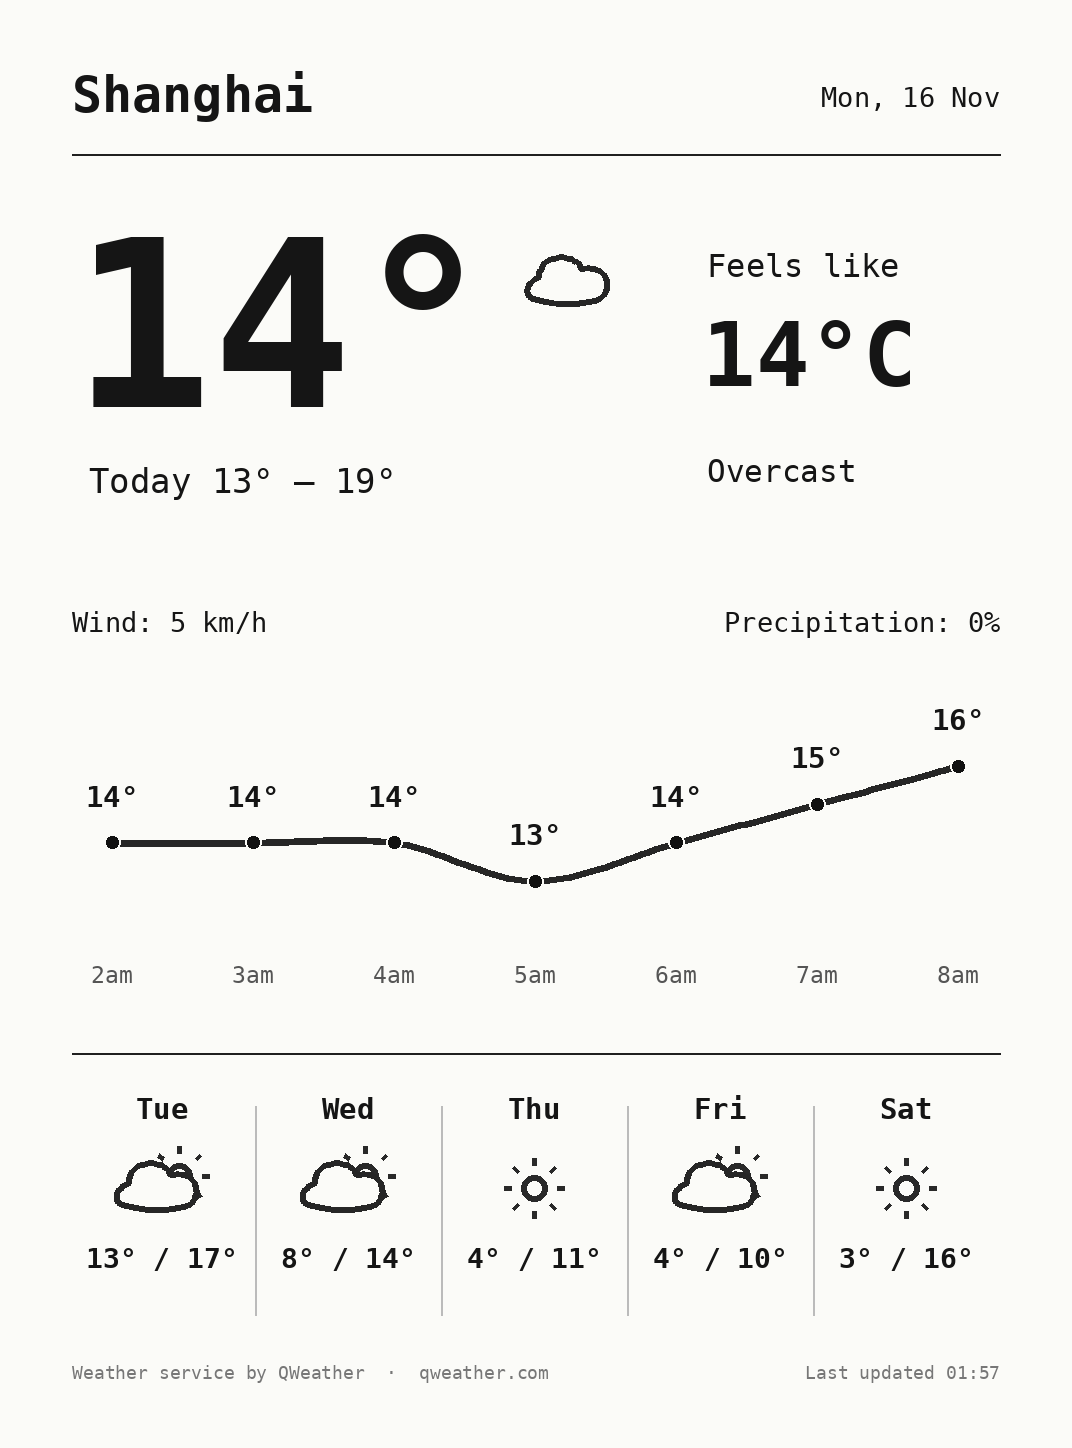 Shanghai
Mon, 16 Nov
14°
Feels like
14°C
Today 13° – 19°
Overcast
Wind: 5 km/h
Precipitation: 0%
14° 14° 14° 13° 14° 15° 16°
2am 3am 4am 5am 6am 7am 8am
Tue Wed Thu Fri Sat
13° / 17° 8° / 14° 4° / 11° 4° / 10° 3° / 16°
Weather service by QWeather · qweather.com
Last updated 01:57